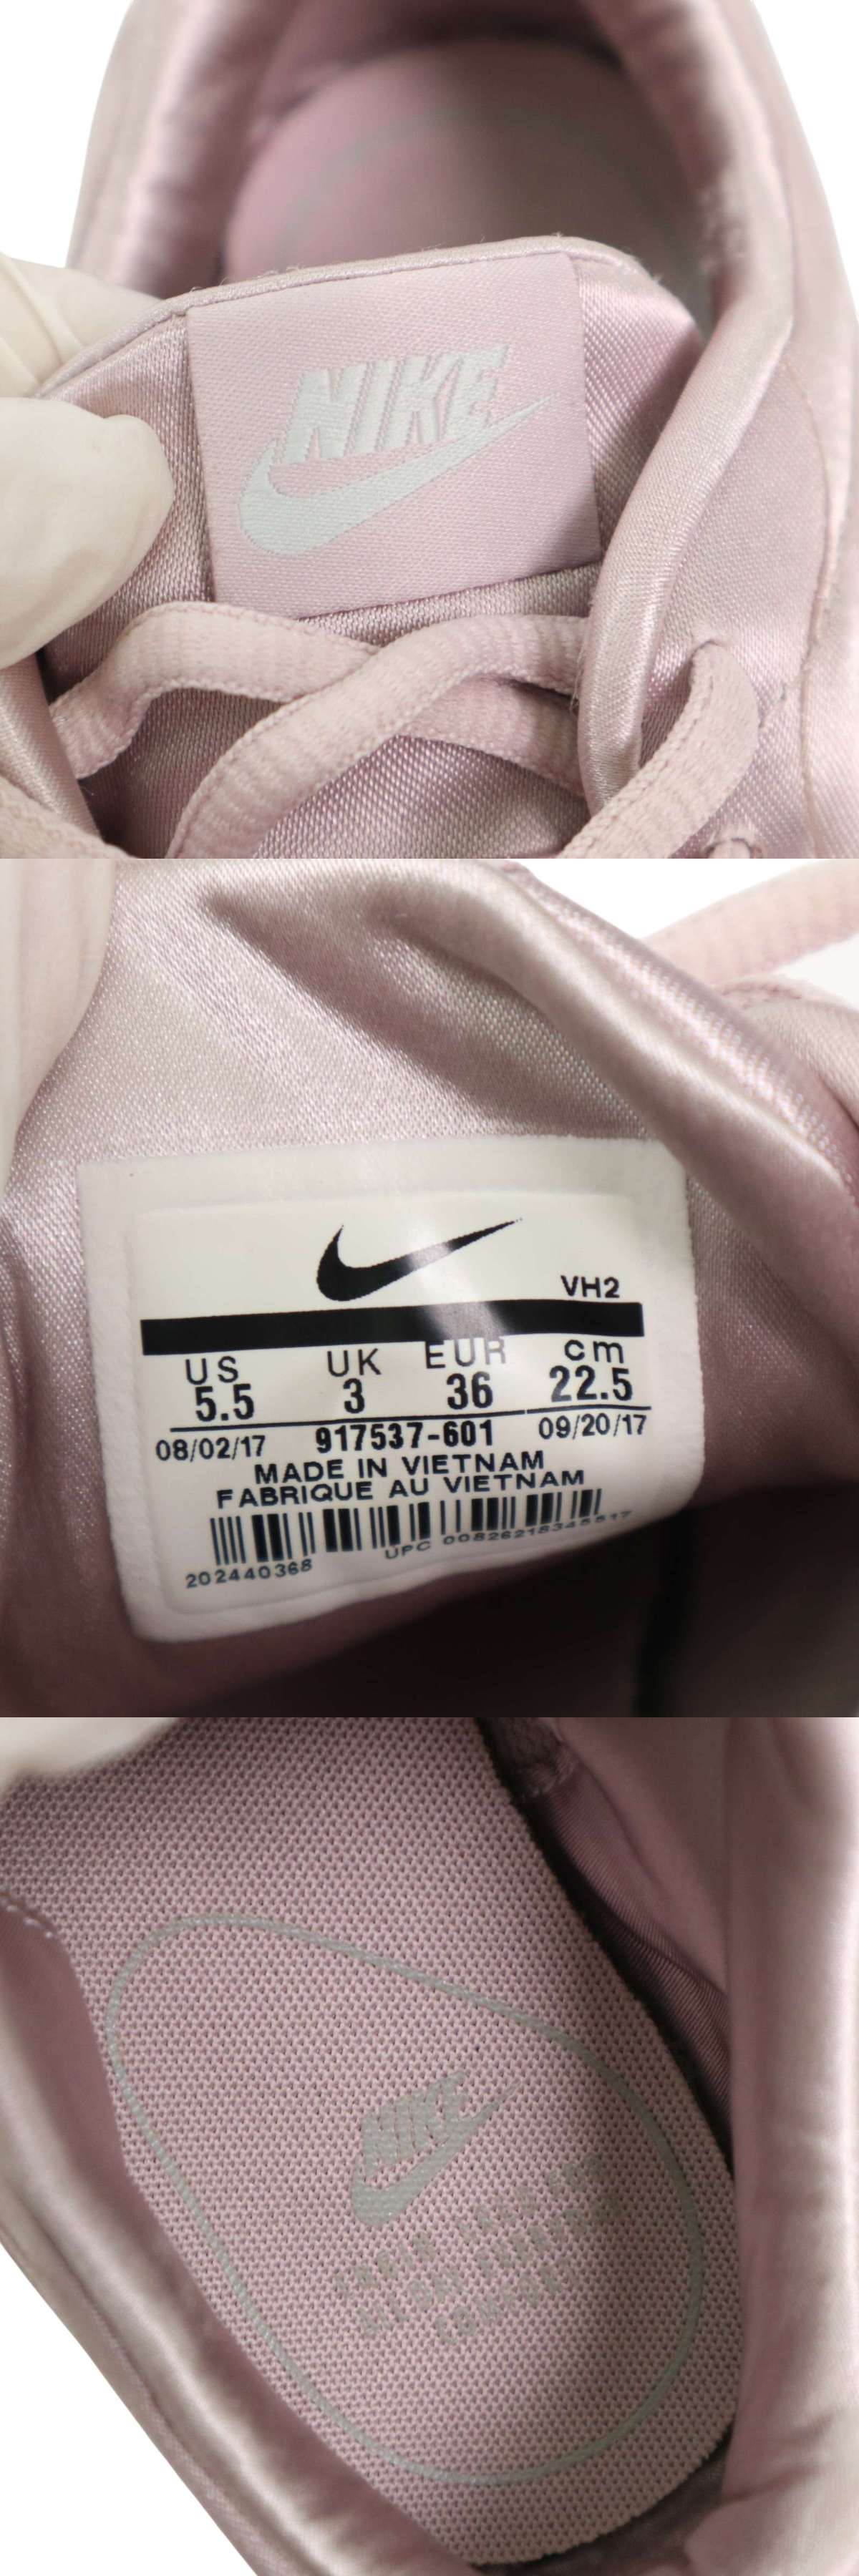 NIKE
VH2
US UK EUR cm
5.5 3 36 22.5
08/02/17 917537-601 09/20/17
MADE IN VIETNAM
FABRIQUE AU VIETNAM
202440368 UPC
NIKE